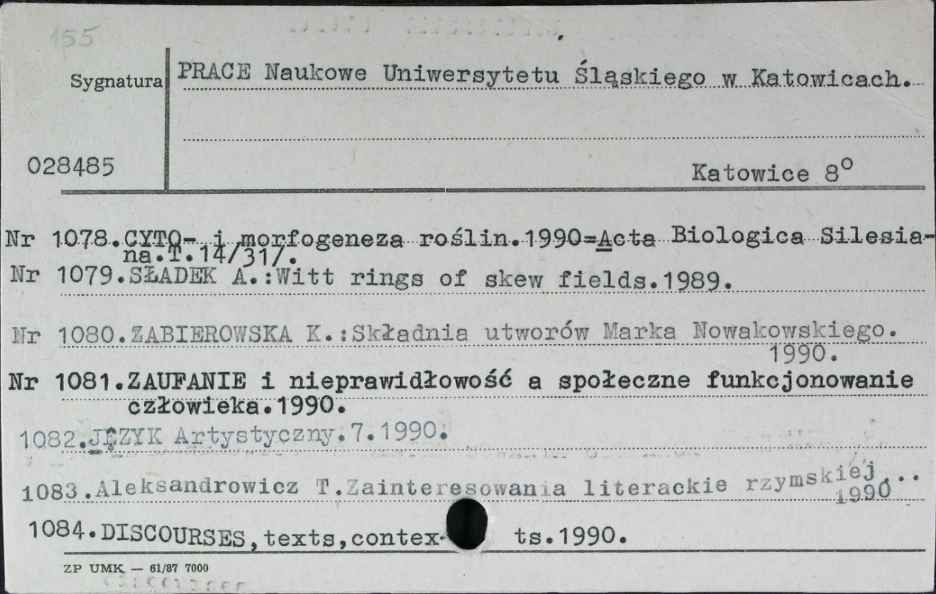 155
Sygnatura
PRACE Naukowe Uniwersytetu Śląskiego w Katowicach.
028485
Katowice 8°
Nr 1078.CYTO- i morfogeneza roślin.1990=Acta Biologica Silesia-
na.T.14/31/.
Nr 1079.SŁADEK A.:Witt rings of skew fields.1989.
Nr 1080.ZABIEROWSKA K.:Składnia utworów Marka Nowakowskiego.
1990.
Nr 1081.ZAUFANIE i nieprawidłowość a społeczne funkcjonowanie
człowieka.1990.
1082.JĘZYK Artystyczny.7.1990.
1083.Aleksandrowicz T.Zainteresowania literackie rzymskiej...
1990
1084.DISCOURSES,texts,contex- ts.1990.
ZP UMK — 61/87 7000